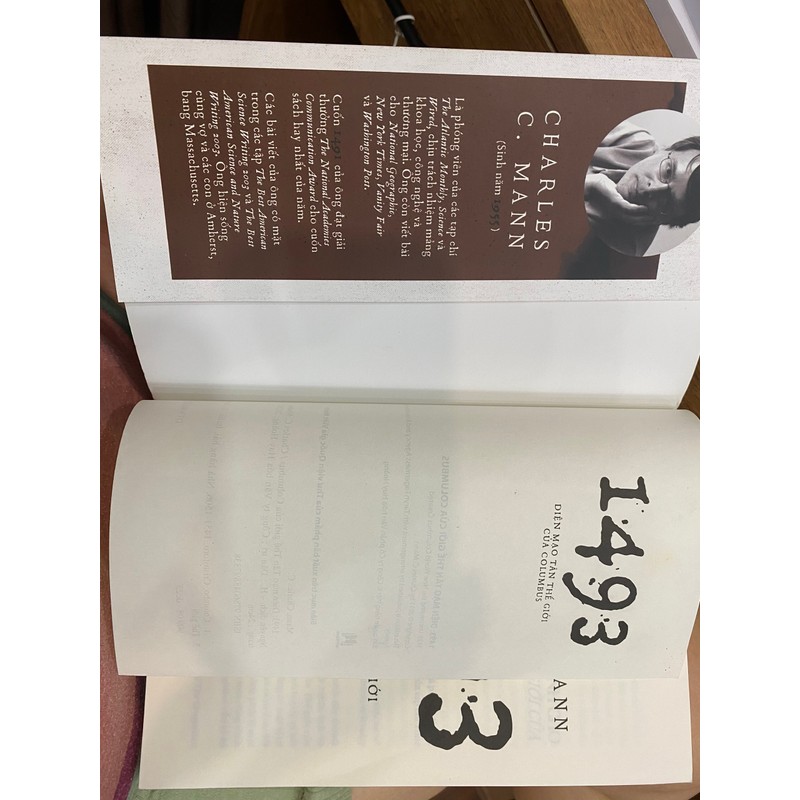 CHARLES
C. MANN
(Sinh năm 1955)
Là phóng viên của các tạp chí
The Atlantic Monthly, Science và
Wired, chịu trách nhiệm mảng
khoa học, công nghệ và
thương mại. Ông còn viết bài
cho National Geographic,
New York Times, Vanity Fair
và Washington Post.
Cuốn 1491 của ông đạt giải
thưởng The National Academies
Communication Award cho cuốn
sách hay nhất của năm.
Các bài viết của ông có mặt
trong các tập The Best American
Science Writing 2003 và The Best
American Science and Nature
Writing 2003. Ông hiện sống
cùng vợ và các con ở Amherst,
bang Massachusetts.
1493
DIỆN MẠO TÂN THẾ GIỚI
CỦA COLUMBUS
ANN
3
IỚI